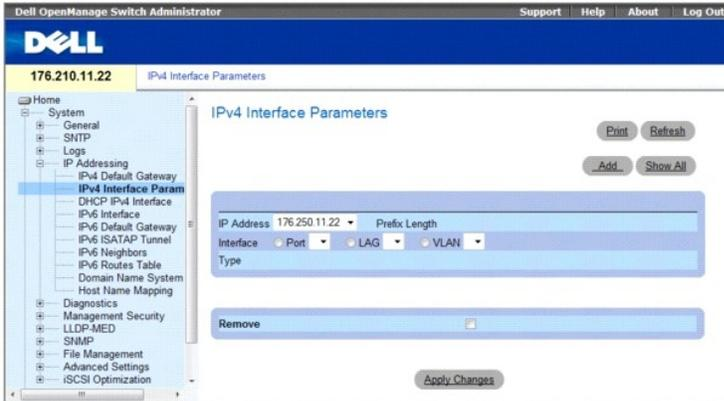 Dell OpenManage Switch Administrator
Support Help About Log Out
DELL
176.210.11.22
IPv4 Interface Parameters
Home
System
General
SNTP
Logs
IP Addressing
IPv4 Default Gateway
IPv4 Interface Param
DHCP IPv4 Interface
IPv6 Interface
IPv6 Default Gateway
IPv6 ISATAP Tunnel
IPv6 Neighbors
IPv6 Routes Table
Domain Name System
Host Name Mapping
Diagnostics
Management Security
LLDP-MED
SNMP
File Management
Advanced Settings
iSCSI Optimization
IPv4 Interface Parameters
Print Refresh
Add Show All
IP Address 176.250.11.22 Prefix Length
Interface Port LAG VLAN
Type
Remove
Apply Changes